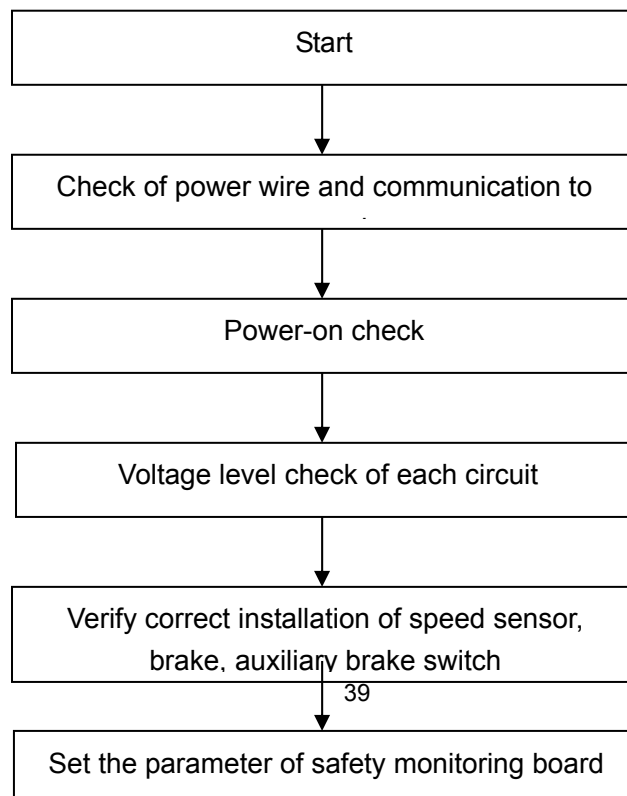 Start
Check of power wire and communication to
Power-on check
Voltage level check of each circuit
Verify correct installation of speed sensor,
brake, auxiliary brake switch
39
Set the parameter of safety monitoring board